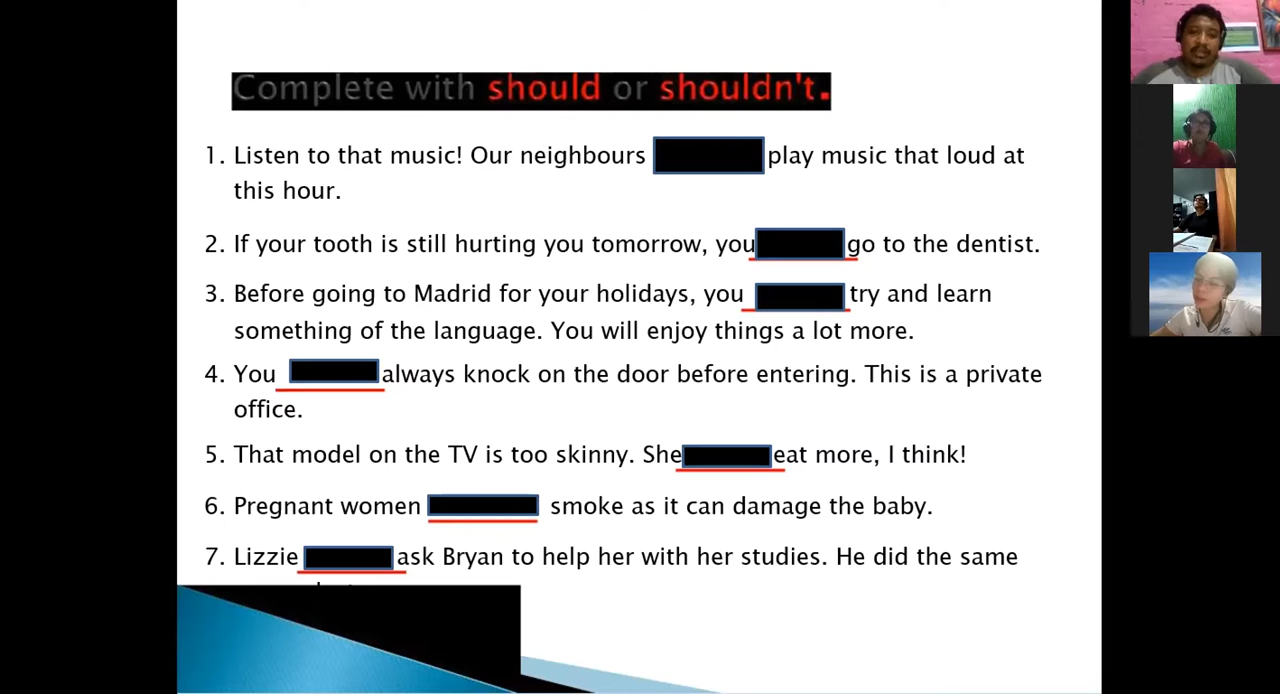 Complete with should or shouldn't.
1. Listen to that music! Our neighbours play music that loud at
this hour.
2. If your tooth is still hurting you tomorrow, you go to the dentist.
3. Before going to Madrid for your holidays, you try and learn
something of the language. You will enjoy things a lot more.
4. You always knock on the door before entering. This is a private
office.
5. That model on the TV is too skinny. She eat more, I think!
6. Pregnant women smoke as it can damage the baby.
7. Lizzie ask Bryan to help her with her studies. He did the same